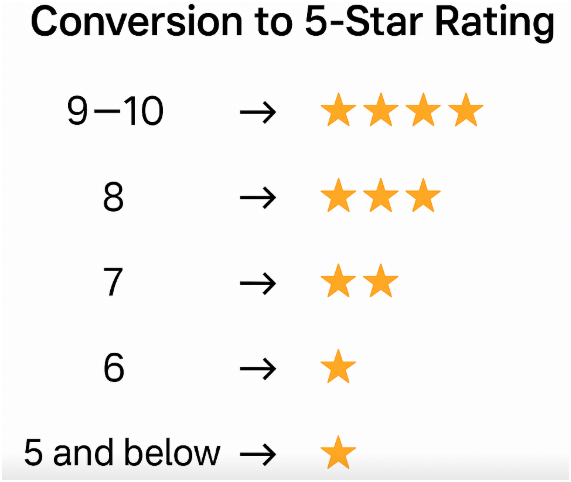 Conversion to 5-Star Rating
9–10 → ★★★★
8 → ★★★
7 → ★★
6 → ★
5 and below → ★